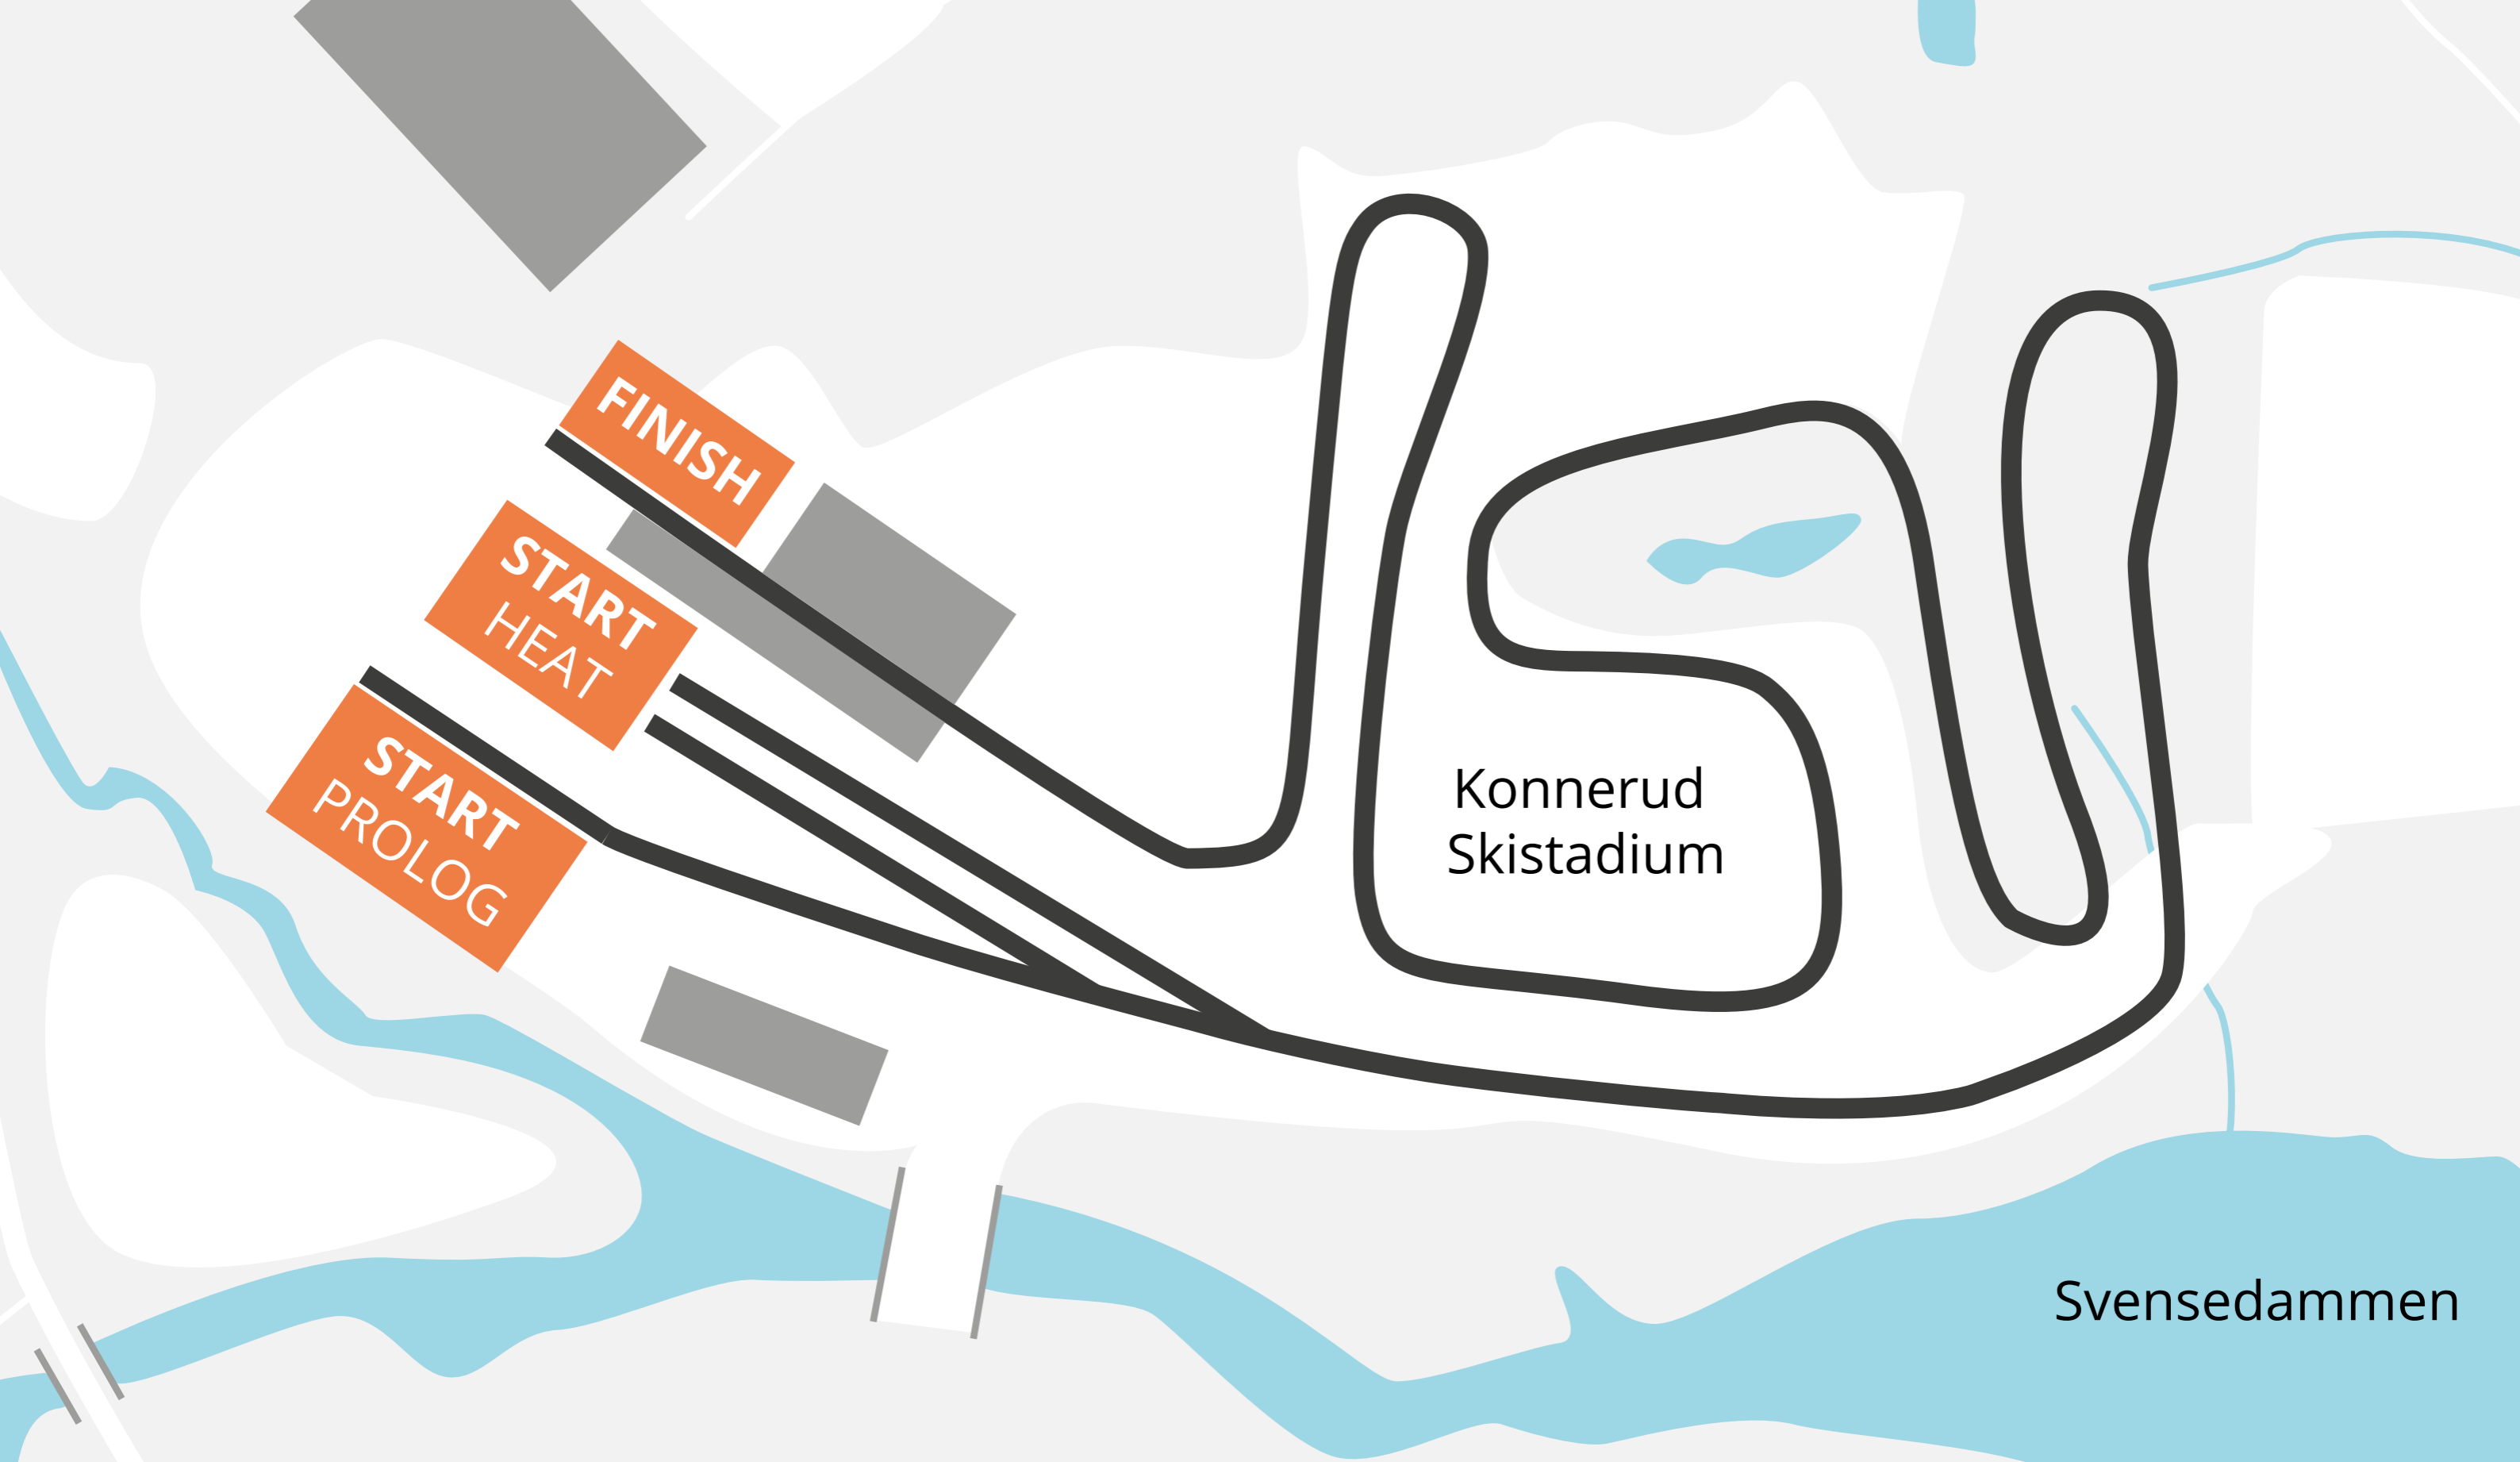 FINISH
START
HEAT
START
PROLOG
Konnerud
Skistadium
Svensedammen